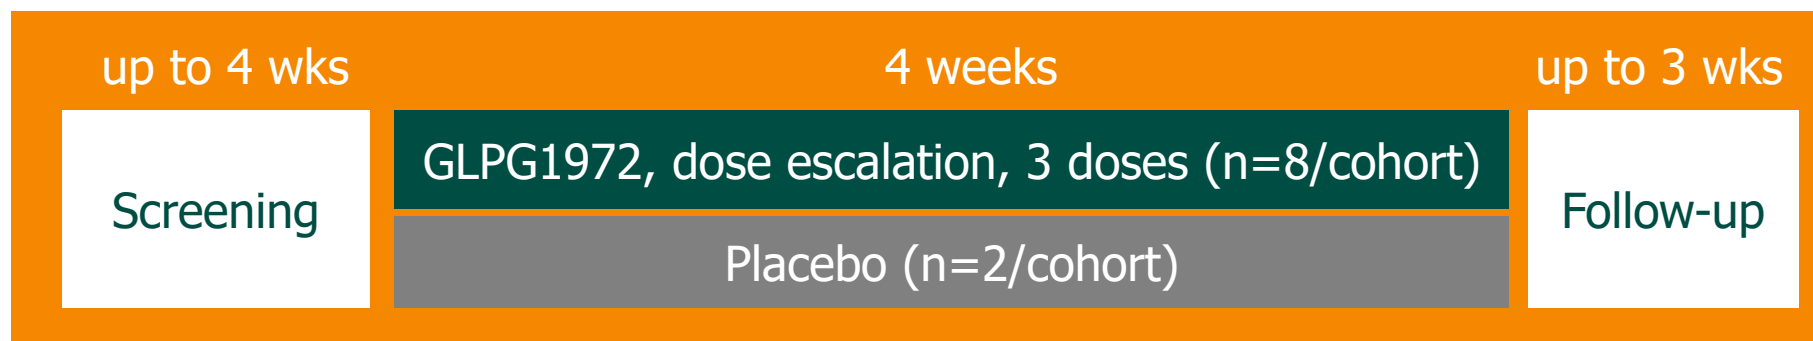 up to 4 wks
4 weeks
up to 3 wks
Screening
GLPG1972, dose escalation, 3 doses (n=8/cohort)
Placebo (n=2/cohort)
Follow-up